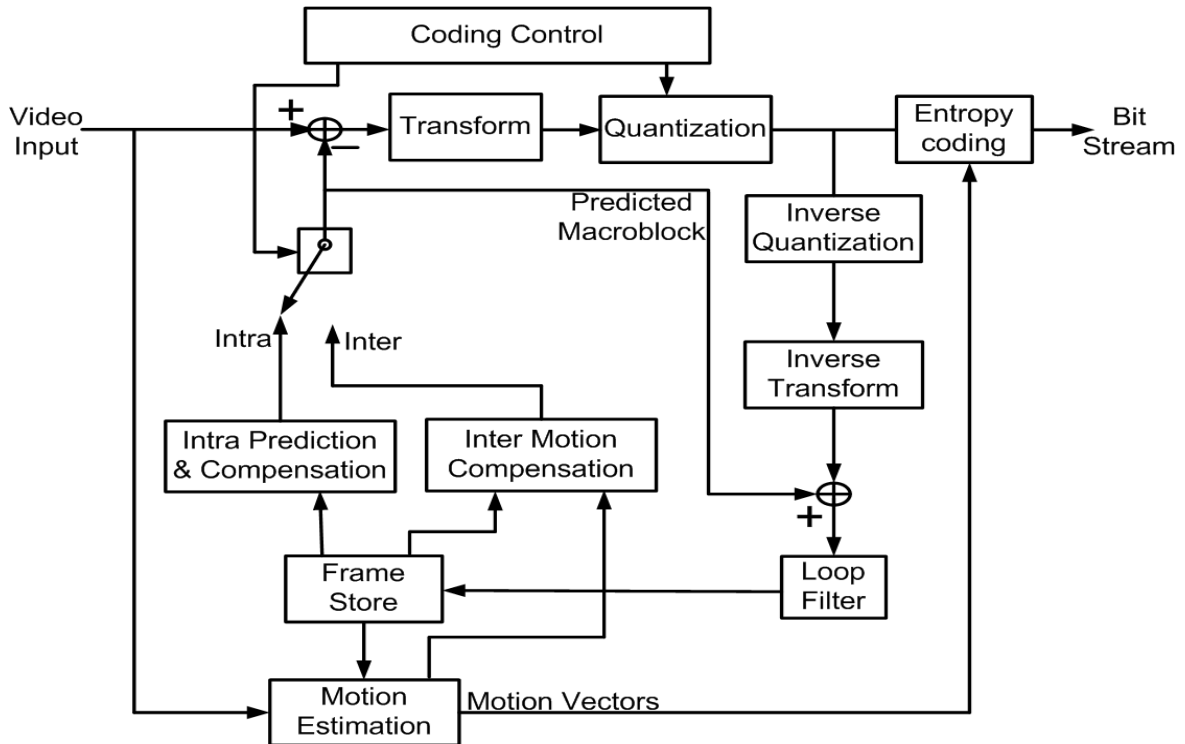 Coding Control
Video
Input
+
−
Transform
Quantization
Entropy
coding
Bit
Stream
Predicted
Macroblock
Inverse
Quantization
Intra
Inter
Inverse
Transform
Intra Prediction
& Compensation
Inter Motion
Compensation
+
Frame
Store
Loop
Filter
Motion
Estimation
Motion Vectors